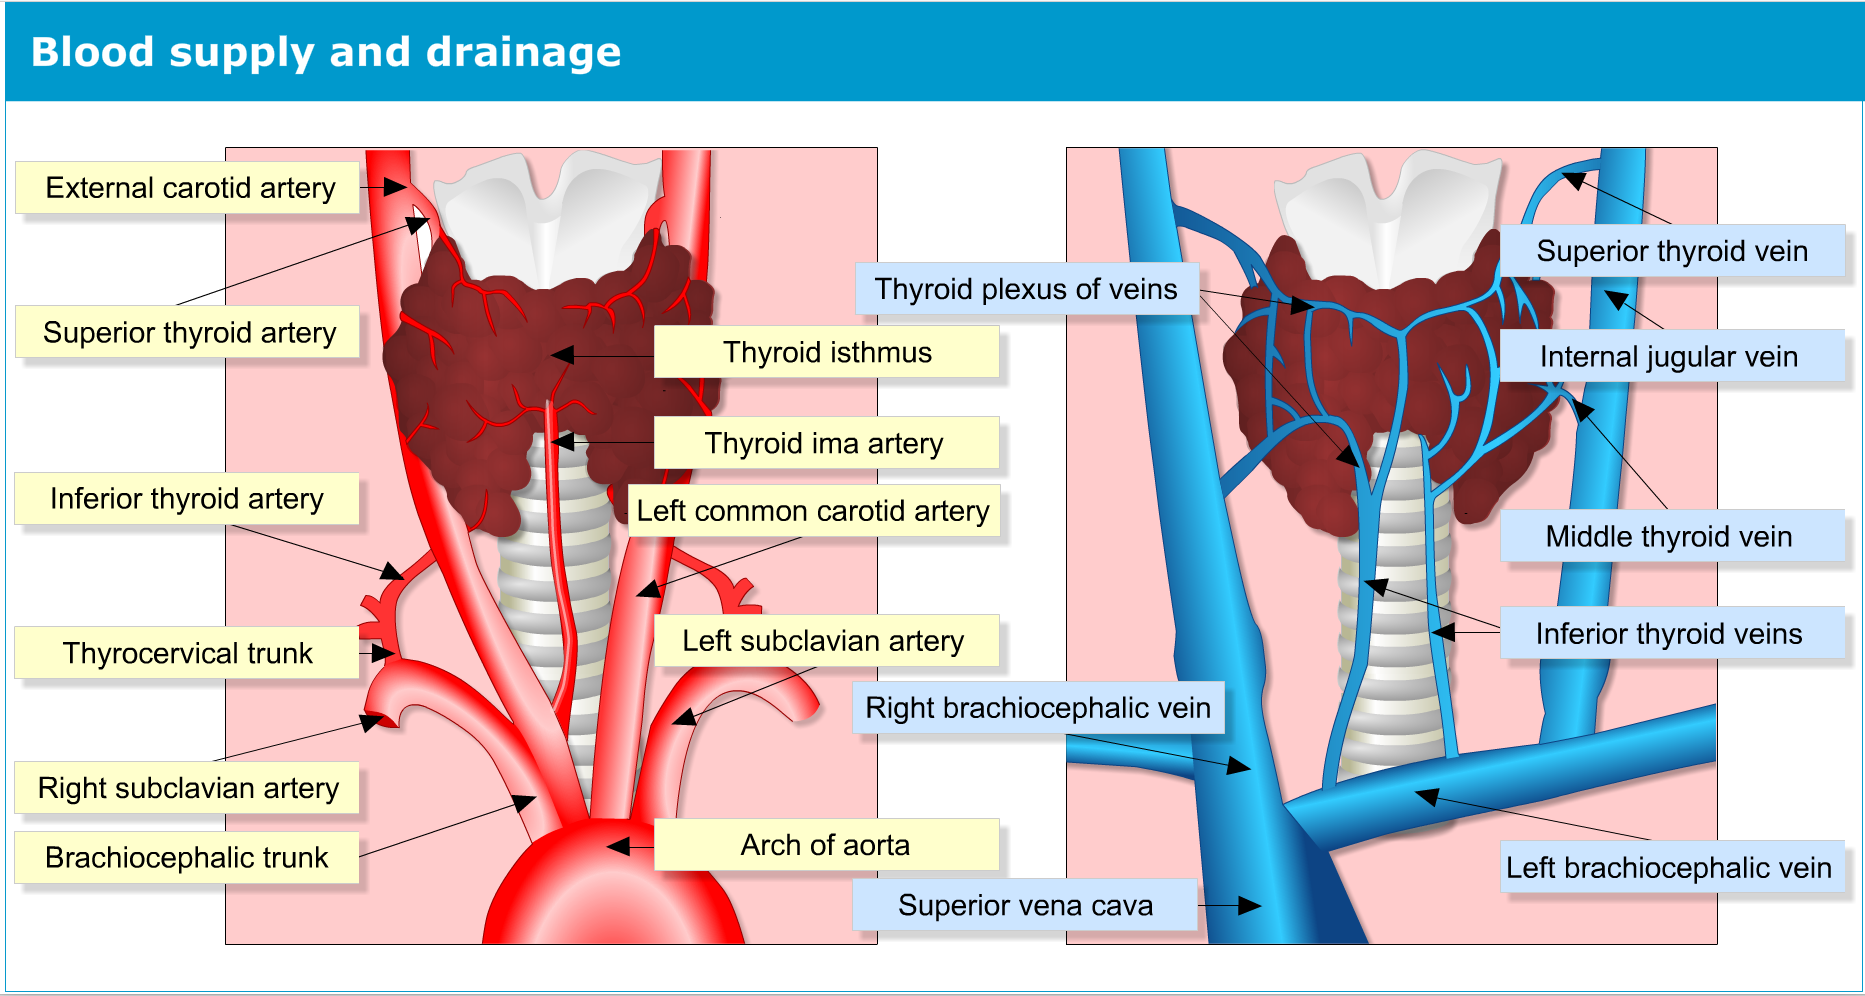 Blood supply and drainage
External carotid artery
Superior thyroid artery
Inferior thyroid artery
Thyrocervical trunk
Right subclavian artery
Brachiocephalic trunk
Thyroid isthmus
Thyroid ima artery
Left common carotid artery
Left subclavian artery
Arch of aorta
Thyroid plexus of veins
Right brachiocephalic vein
Superior vena cava
Superior thyroid vein
Internal jugular vein
Middle thyroid vein
Inferior thyroid veins
Left brachiocephalic vein